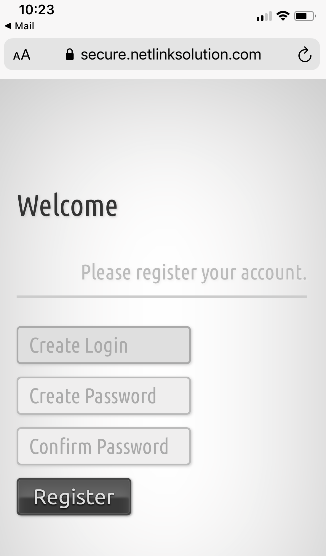 10:23
◀ Mail
AA secure.netlinksolution.com
Welcome
Please register your account.
Create Login
Create Password
Confirm Password
Register